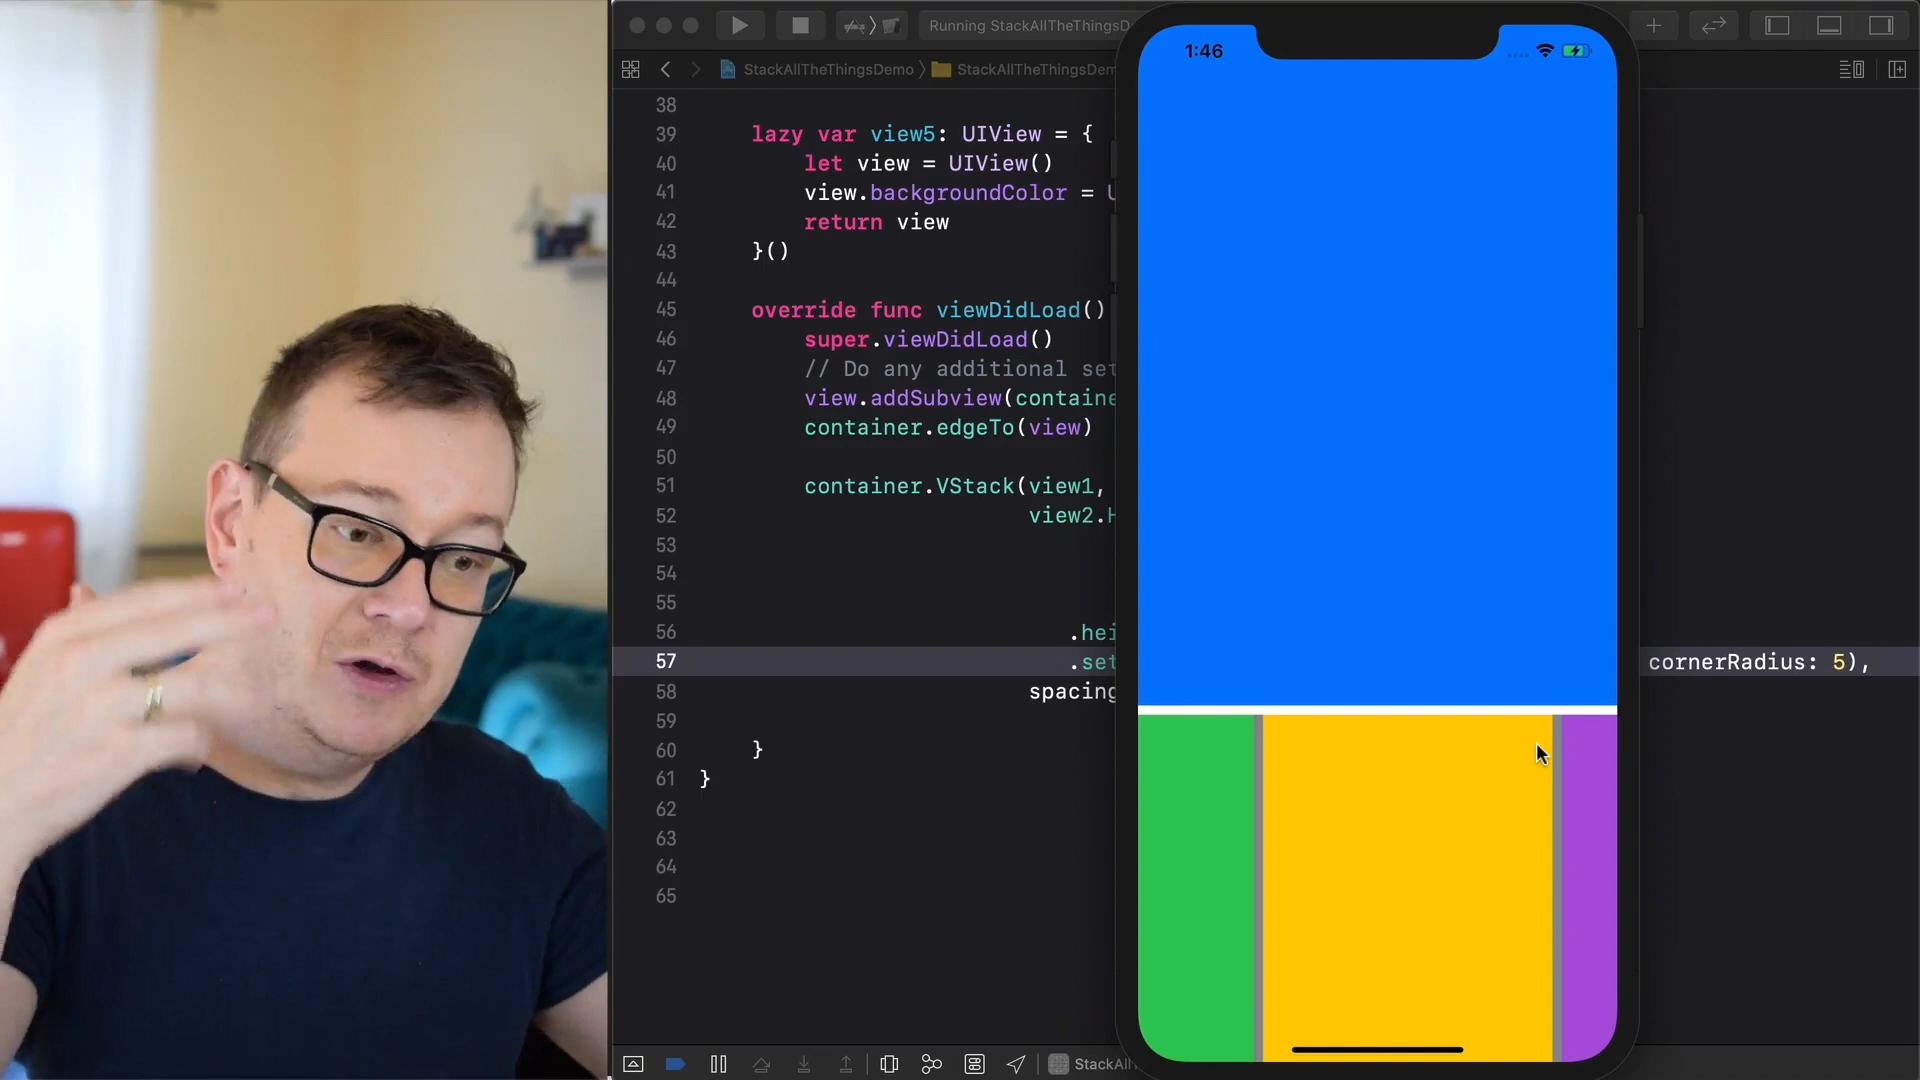 Running StackAllTheThingsD
1:46
StackAllTheThingsDemo StackAllTheThingsDem
38
39 lazy var view5: UIView = {
40 let view = UIView()
41 view.backgroundColor = U
42 return view
43 }()
44
45 override func viewDidLoad()
46 super.viewDidLoad()
47 // Do any additional set
48 view.addSubview(containe
49 container.edgeTo(view)
50
51 container.VStack(view1,
52 view2.H
53
54
55
56 .hei
57 .set cornerRadius: 5),
58 spacing
59
60 }
61 }
62
63
64
65
StackAll